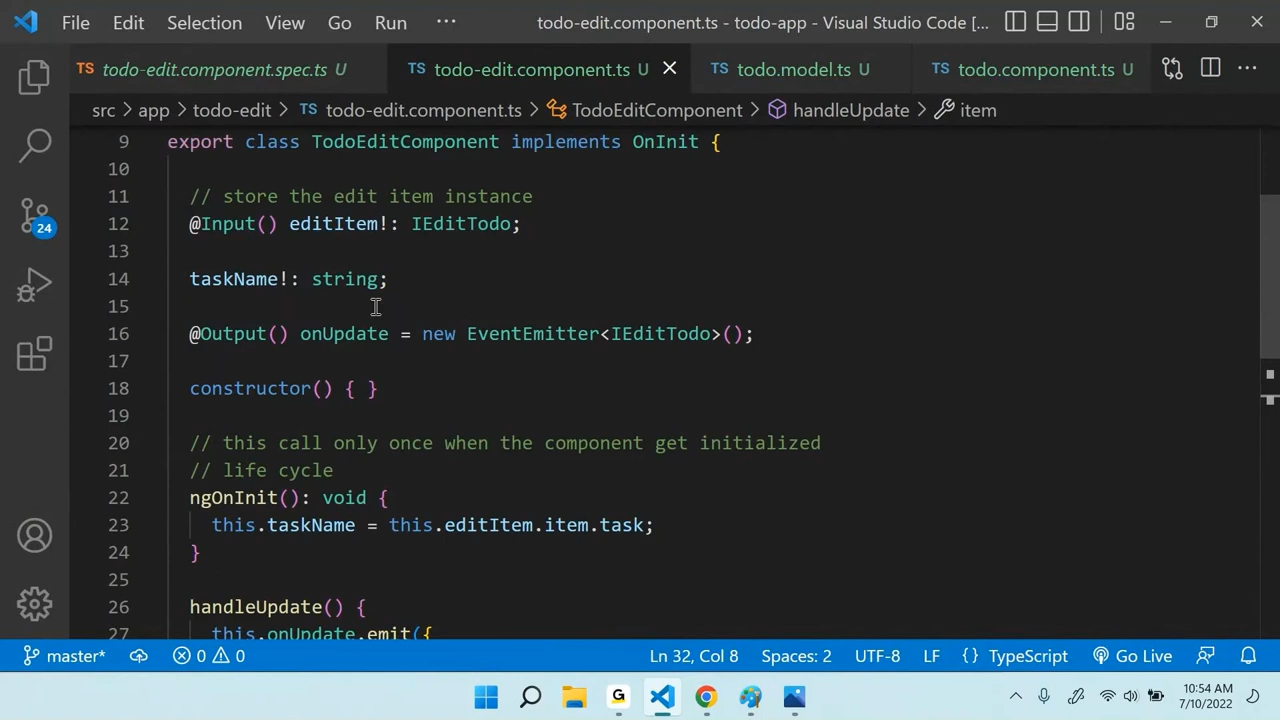 File Edit Selection View Go Run ··· todo-edit.component.ts - todo-app - Visual Studio Code [...
TS todo-edit.component.spec.ts U TS todo-edit.component.ts U TS todo.model.ts U TS todo.component.ts U ···
src > app > todo-edit > TS todo-edit.component.ts > TodoEditComponent > handleUpdate > item
9 export class TodoEditComponent implements OnInit {
10
11 // store the edit item instance
12 @Input() editItem!: IEditTodo;
13
14 taskName!: string;
15
16 @Output() onUpdate = new EventEmitter<IEditTodo>();
17
18 constructor() { }
19
20 // this call only once when the component get initialized
21 // life cycle
22 ngOnInit(): void {
23 this.taskName = this.editItem.item.task;
24 }
25
26 handleUpdate() {
27 this.onUpdate.emit({
24
master* 0 0 Ln 32, Col 8 Spaces: 2 UTF-8 LF {} TypeScript Go Live
G 10:54 AM
7/10/2022